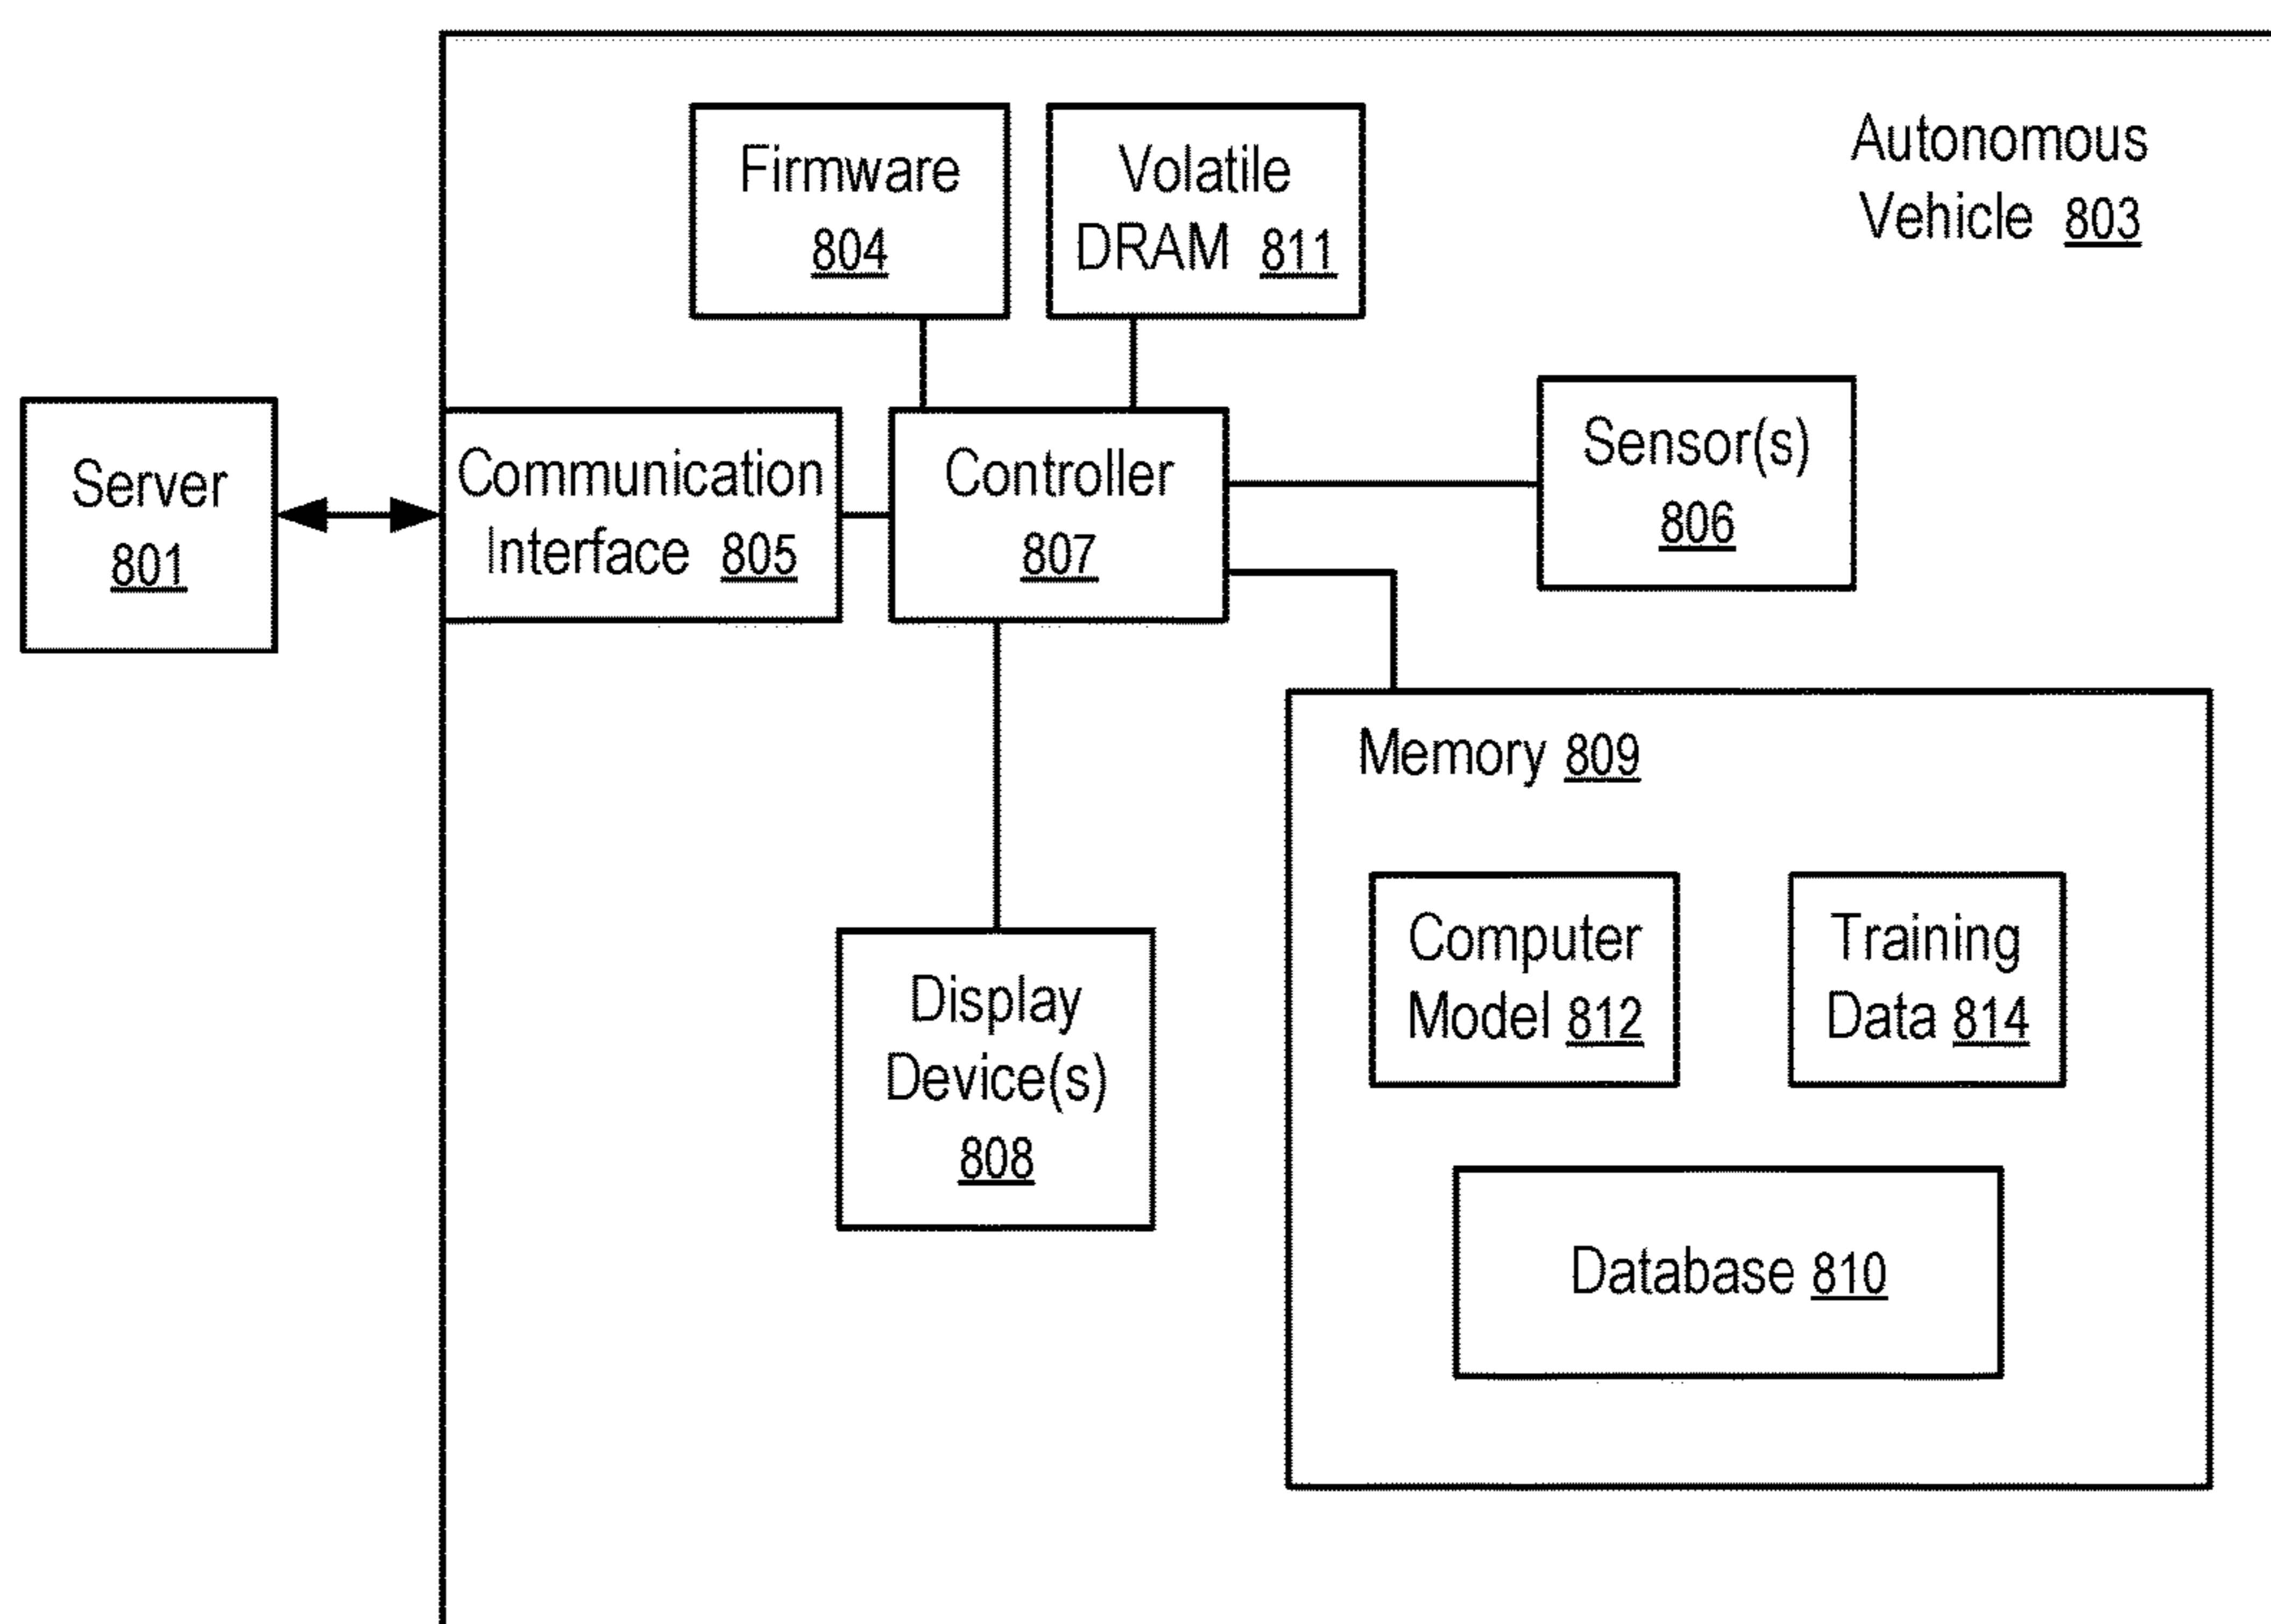 Autonomous
Vehicle 803
Firmware
804
Volatile
DRAM 811
Server
801
Communication
Interface 805
Controller
807
Sensor(s)
806
Memory 809
Computer
Model 812
Training
Data 814
Database 810
Display
Device(s)
808